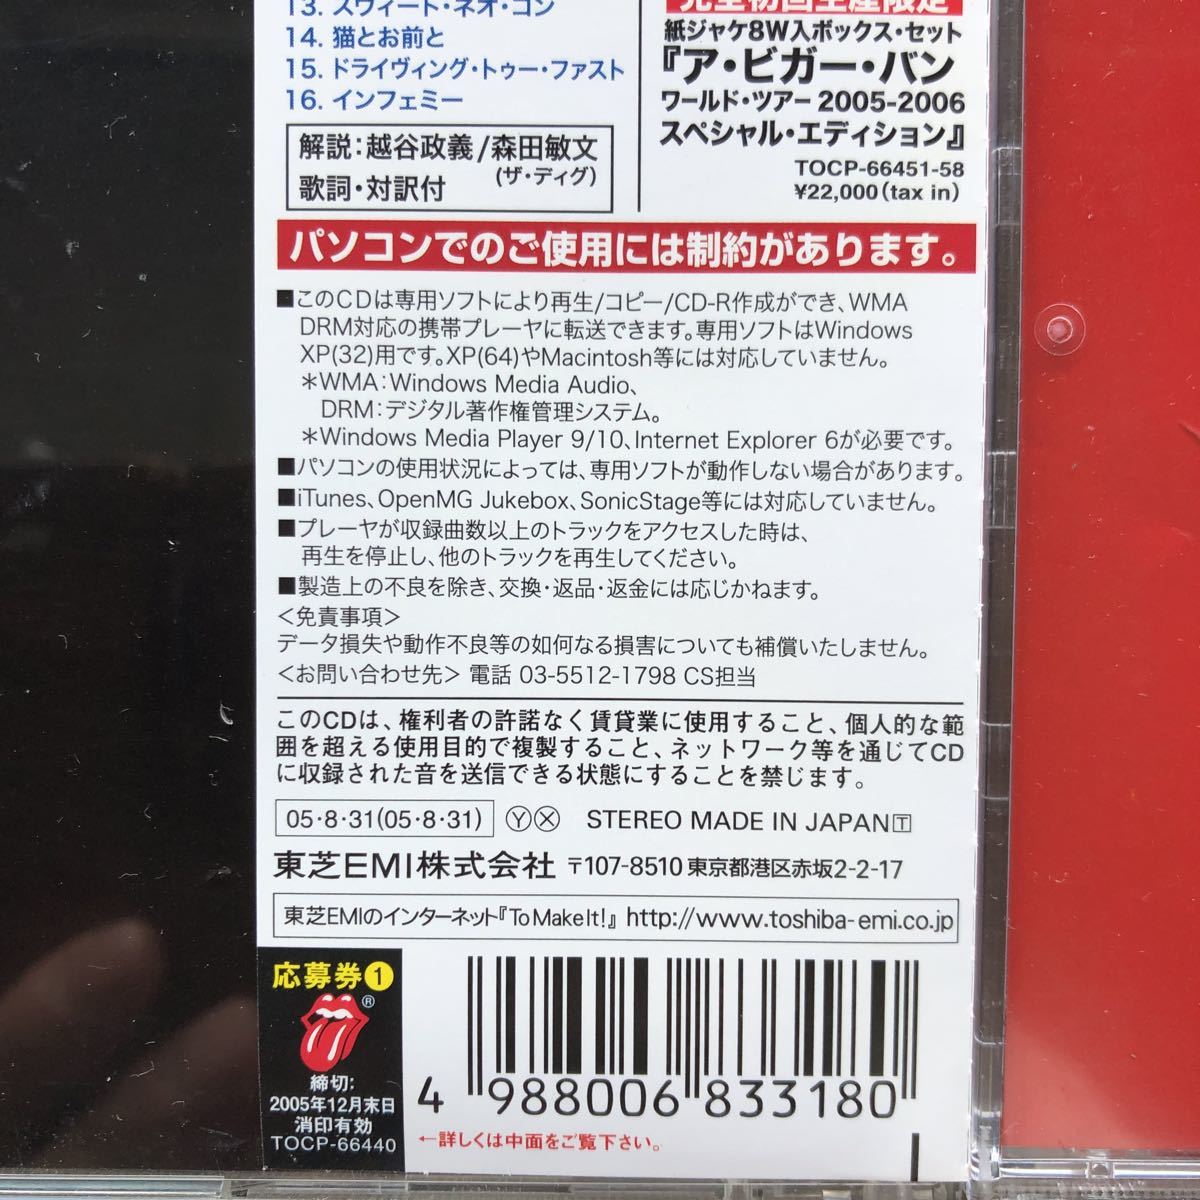 13. スウィート・ネオ・コン
14. 猫とお前と
15. ドライヴィング・トゥー・ファスト
16. インフェミー
解説:越谷政義/森田敏文
(ザ・ディグ)
歌詞・対訳付
完全初回生産限定
紙ジャケ8W入ボックス・セット
『ア・ビガー・バン
ワールド・ツアー 2005-2006
スペシャル・エディション』
TOCP-66451-58
¥22,000(tax in)
パソコンでのご使用には制約があります。
■このCDは専用ソフトにより再生/コピー/CD-R作成ができ、WMA
DRM対応の携帯プレーヤに転送できます。専用ソフトはWindows
XP(32)用です。XP(64)やMacintosh等には対応していません。
＊WMA:Windows Media Audio、
DRM:デジタル著作権管理システム。
＊Windows Media Player 9/10、Internet Explorer 6が必要です。
■パソコンの使用状況によっては、専用ソフトが動作しない場合があります。
■iTunes、OpenMG Jukebox、SonicStage等には対応していません。
■プレーヤが収録曲数以上のトラックをアクセスした時は、
再生を停止し、他のトラックを再生してください。
■製造上の不良を除き、交換・返品・返金には応じかねます。
＜免責事項＞
データ損失や動作不良等の如何なる損害についても補償いたしません。
＜お問い合わせ先＞ 電話 03-5512-1798 CS担当
このCDは、権利者の許諾なく賃貸業に使用すること、個人的な範
囲を超える使用目的で複製すること、ネットワーク等を通じてCD
に収録された音を送信できる状態にすることを禁じます。
05・8・31(05・8・31) Ⓨ Ⓧ STEREO MADE IN JAPAN T
東芝EMI株式会社 〒107-8510 東京都港区赤坂2-2-17
東芝EMIのインターネット『To Make It!』 http://www.toshiba-emi.co.jp
応募券①
®
締切:
2005年12月末日
消印有効
TOCP-66440
4 988006 833180
←詳しくは中面をご覧下さい。